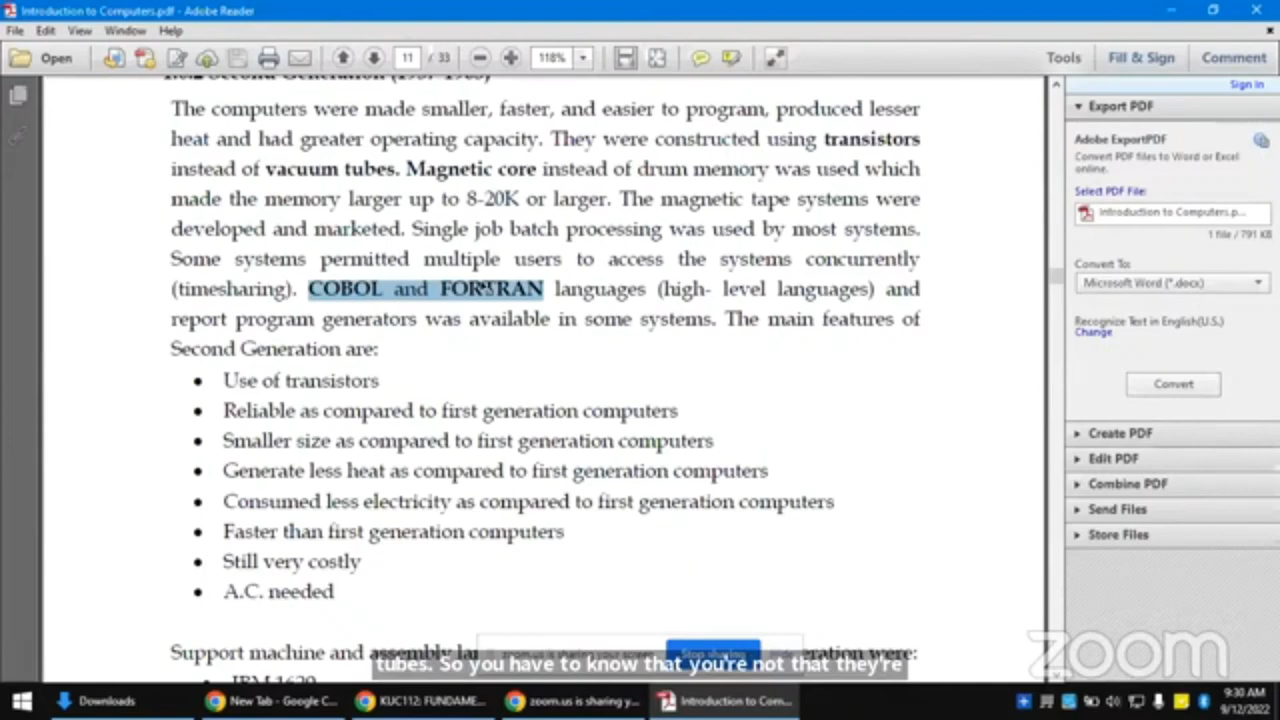 Introduction to Computers.pdf - Adobe Reader
File Edit View Window Help
Open 11 / 33 118% Tools Fill & Sign Comment
Sign In
The computers were made smaller, faster, and easier to program, produced lesser
heat and had greater operating capacity. They were constructed using transistors
instead of vacuum tubes. Magnetic core instead of drum memory was used which
made the memory larger up to 8-20K or larger. The magnetic tape systems were
developed and marketed. Single job batch processing was used by most systems.
Some systems permitted multiple users to access the systems concurrently
(timesharing). COBOL and FORTRAN languages (high- level languages) and
report program generators was available in some systems. The main features of
Second Generation are:
• Use of transistors
• Reliable as compared to first generation computers
• Smaller size as compared to first generation computers
• Generate less heat as compared to first generation computers
• Consumed less electricity as compared to first generation computers
• Faster than first generation computers
• Still very costly
• A.C. needed
Support machine and assembly
Stop sharing
tubes. So you have to know that you're not that they're
Export PDF
Adobe ExportPDF
Convert PDF files to Word or Excel
online.
Select PDF File:
Introduction to Computers.p...
1 file / 791 KB
Convert To:
Microsoft Word (*.docx)
Recognize Text in English(U.S.)
Change
Convert
Create PDF
Edit PDF
Combine PDF
Send Files
Store Files
zoom
Downloads New Tab - Google C... KUC112: FUNDAME... zoom.us is sharing y... Introduction to Com...
9:30 AM
9/12/2022